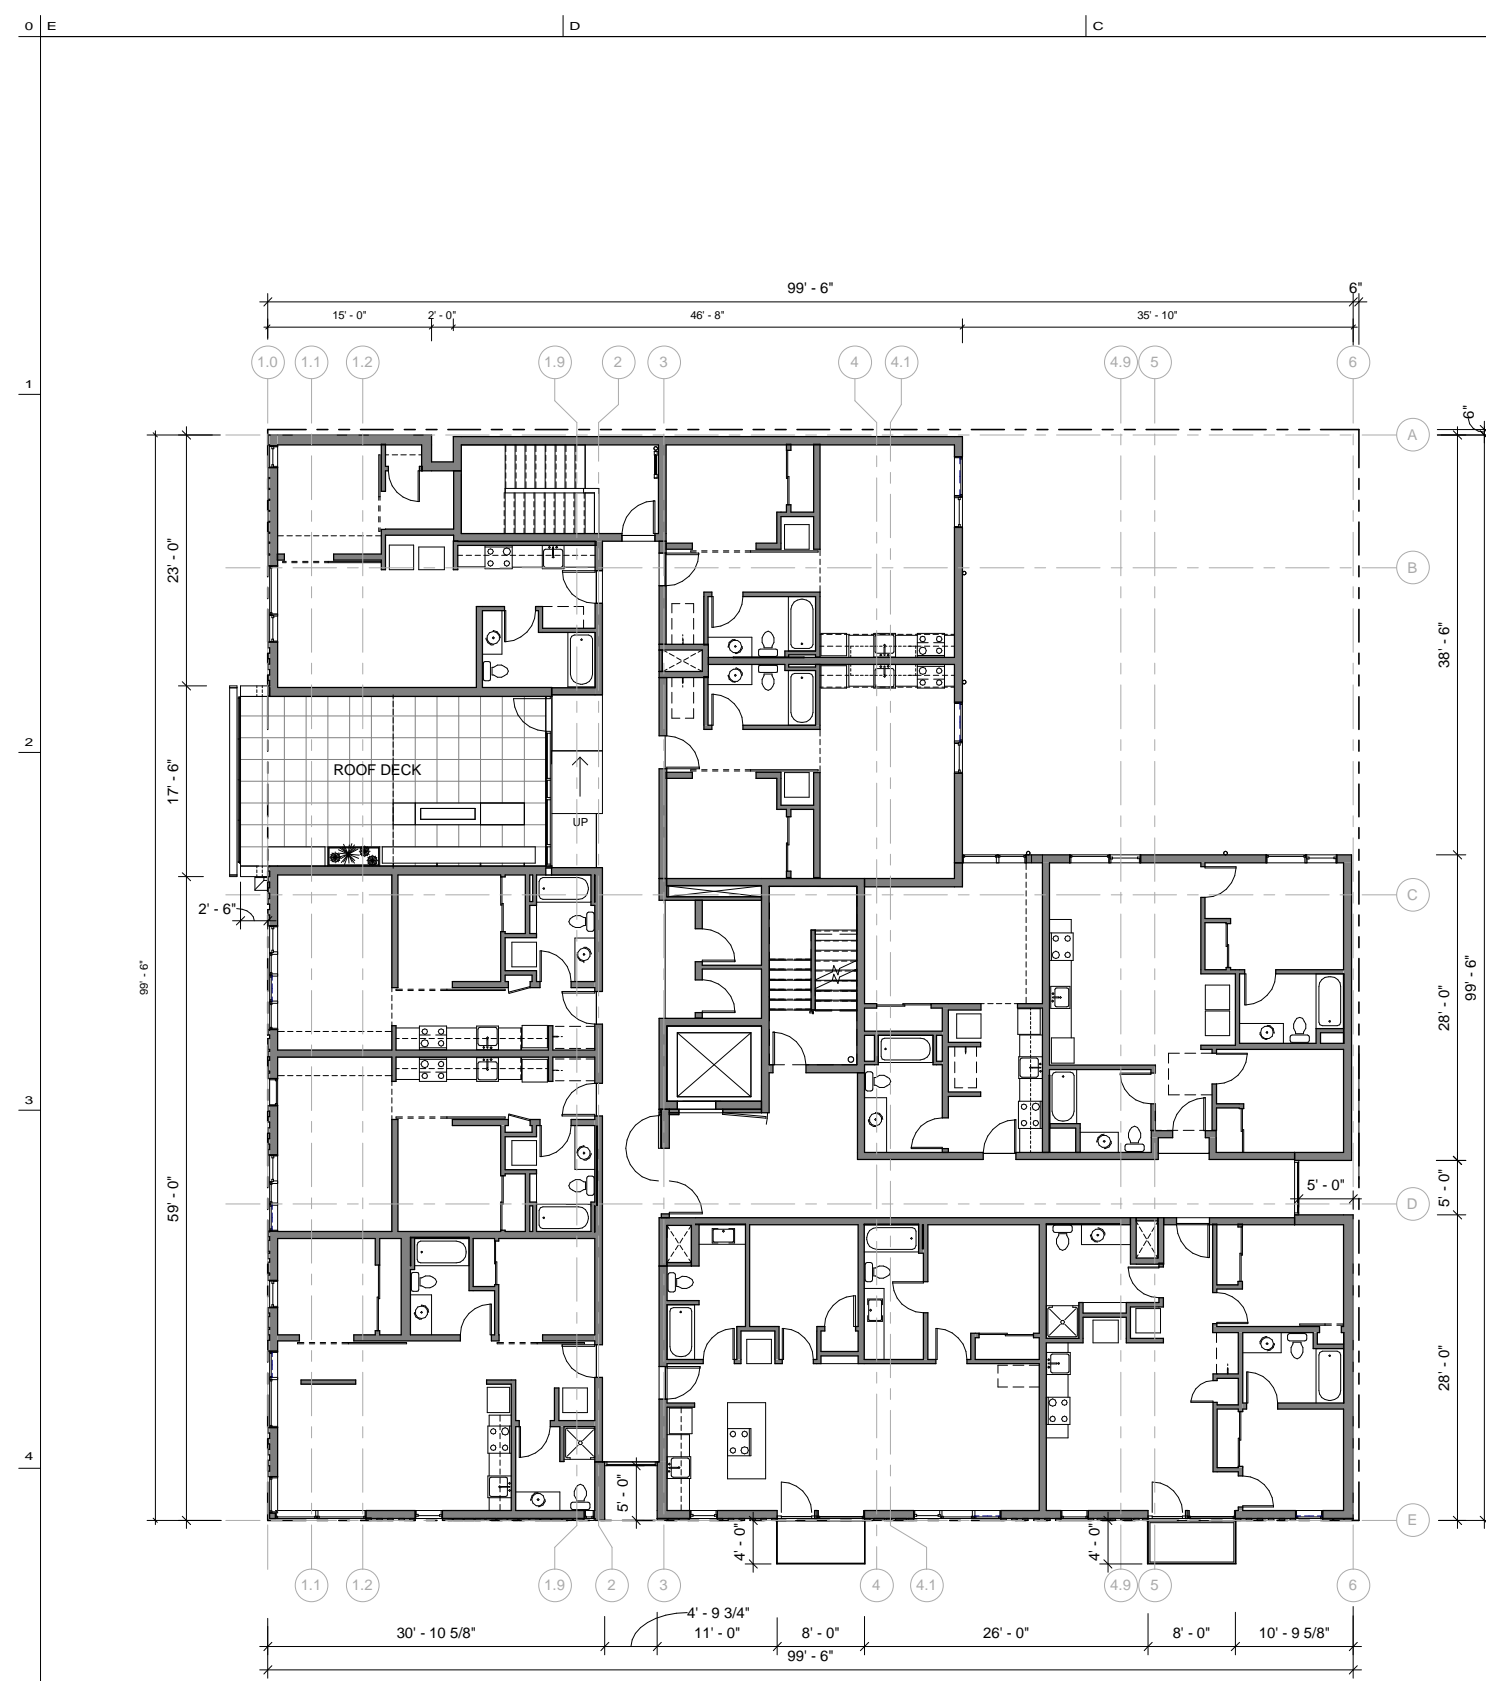 0 E D C
99' - 6" 6"
15' - 0" 2' - 0" 46' - 8" 35' - 10"
1.0 1.1 1.2 1.9 2 3 4 4.1 4.9 5 6
1
6"
A
23' - 0"
B
38' - 6"
2
ROOF DECK
17' - 6"
UP
C
2' - 6"
99' - 6"
28' - 0"
99' - 6"
3
59' - 0"
5' - 0"
5' - 0"
D
28' - 0"
4
5' - 0"
4' - 0"
4' - 0"
E
1.1 1.2 1.9 2 3 4 4.1 4.9 5 6
4' - 9 3/4"
30' - 10 5/8" 11' - 0" 8' - 0" 26' - 0" 8' - 0" 10' - 9 5/8"
99' - 6"